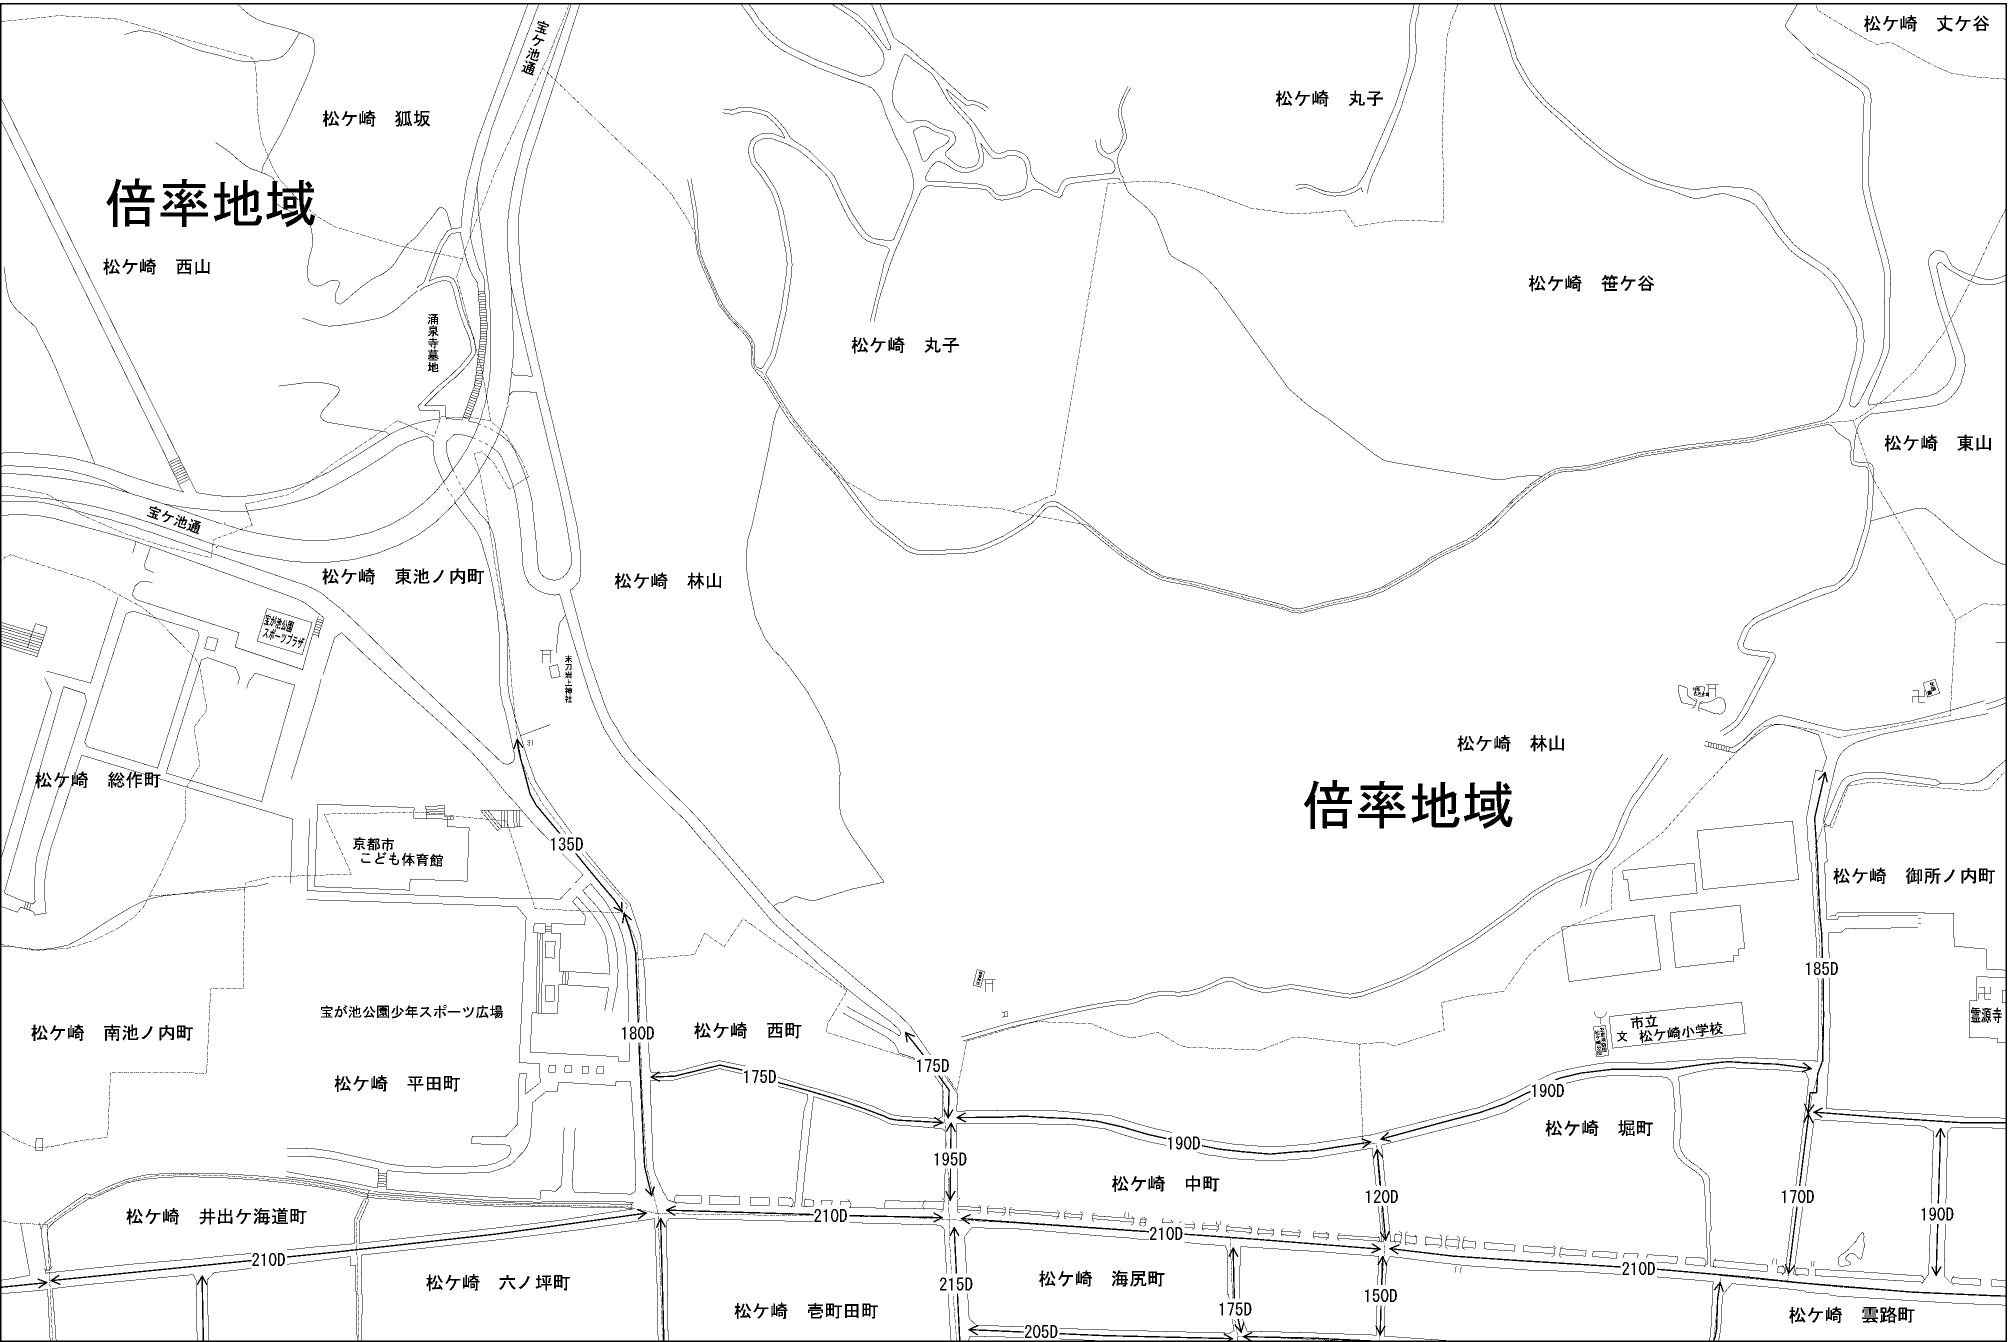 松ケ崎　丈ケ谷
宝ケ池通
松ケ崎　狐坂
松ケ崎　丸子
倍率地域
松ケ崎　西山
松ケ崎　笹ケ谷
涌泉寺墓地
松ケ崎　丸子
松ケ崎　東山
宝ケ池通
松ケ崎　東池ノ内町
松ケ崎　林山
宝が池公園
スポーツプラザ
末刀岩上神社
31
松ケ崎　林山
松ケ崎　総作町
倍率地域
135D
京都市
こども体育館
松ケ崎　御所ノ内町
185D
宝が池公園少年スポーツ広場
霊源寺
松ケ崎　南池ノ内町
180D
松ケ崎　西町
市立
文　松ケ崎小学校
175D
175D
松ケ崎　平田町
190D
松ケ崎　堀町
190D
195D
松ケ崎　中町
120D
170D
190D
松ケ崎　井出ケ海道町
210D
210D
210D
210D
松ケ崎　六ノ坪町
215D
松ケ崎　海尻町
150D
175D
松ケ崎　壱町田町
松ケ崎　雲路町
205D